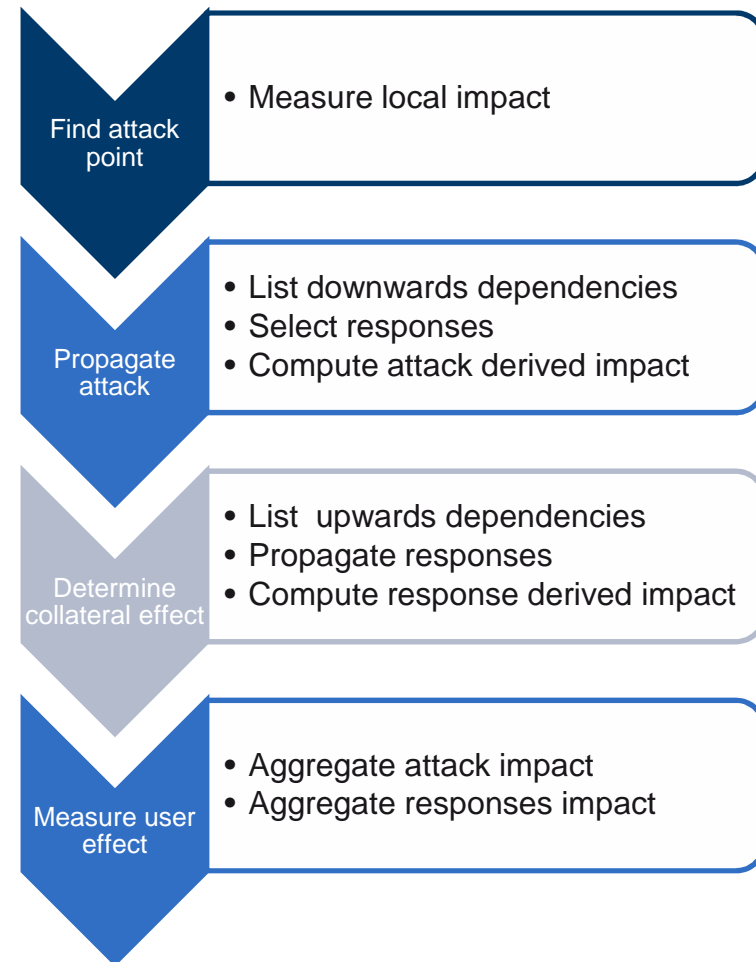 Find attack
point
• Measure local impact
Propagate
attack
• List downwards dependencies
• Select responses
• Compute attack derived impact
Determine
collateral effect
• List  upwards dependencies
• Propagate responses
• Compute response derived impact
Measure user
effect
• Aggregate attack impact
• Aggregate responses impact